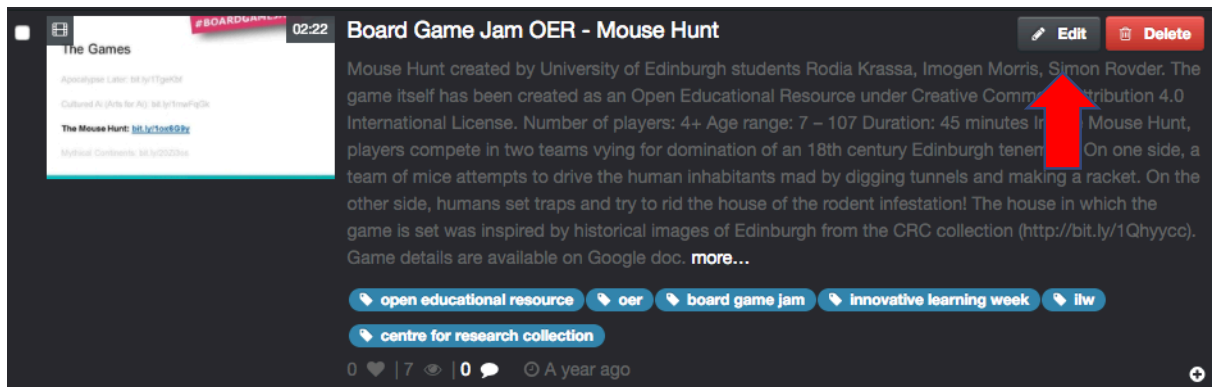 #BOARDGAMEJAM
02:22
The Games
Cultured Ai (Arts for Ai):
The Mouse Hunt: bit.ly/1ox6G9y
Board Game Jam OER - Mouse Hunt
Edit
Delete
Mouse Hunt created by University of Edinburgh students Rodia Krassa, Imogen Morris, Simon Rovder. The
game itself has been created as an Open Educational Resource under Creative Comm ttribution 4.0
International License. Number of players: 4+ Age range: 7 – 107 Duration: 45 minutes In Mouse Hunt,
players compete in two teams vying for domination of an 18th century Edinburgh tenem On one side, a
team of mice attempts to drive the human inhabitants mad by digging tunnels and making a racket. On the
other side, humans set traps and try to rid the house of the rodent infestation! The house in which the
game is set was inspired by historical images of Edinburgh from the CRC collection (http://bit.ly/1Qhyycc).
Game details are available on Google doc. more...
open educational resource oer board game jam innovative learning week ilw
centre for research collection
0 | 7 | 0 A year ago